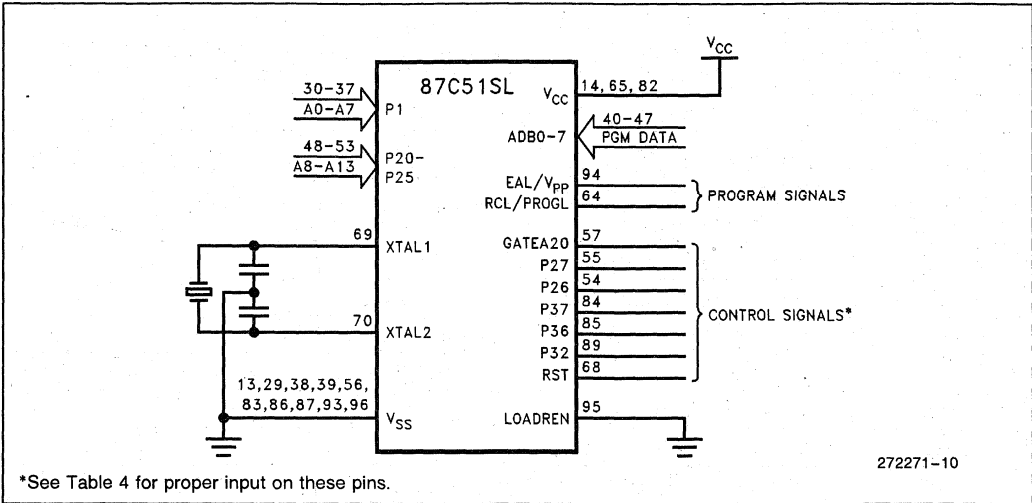 V_CC
87C51SL
30-37
A0-A7
P1
48-53
A8-A13
P20-
P25
69
XTAL1
70
XTAL2
13,29,38,39,56,
83,86,87,93,96
V_SS
V_CC
14, 65, 82
ADB0-7
40-47
PGM DATA
EAL/V_PP
94
RCL/PROGL
64
PROGRAM SIGNALS
GATEA20
57
P27
55
P26
54
P37
84
P36
85
P32
89
RST
68
CONTROL SIGNALS*
LOADREN
95
272271-10
*See Table 4 for proper input on these pins.